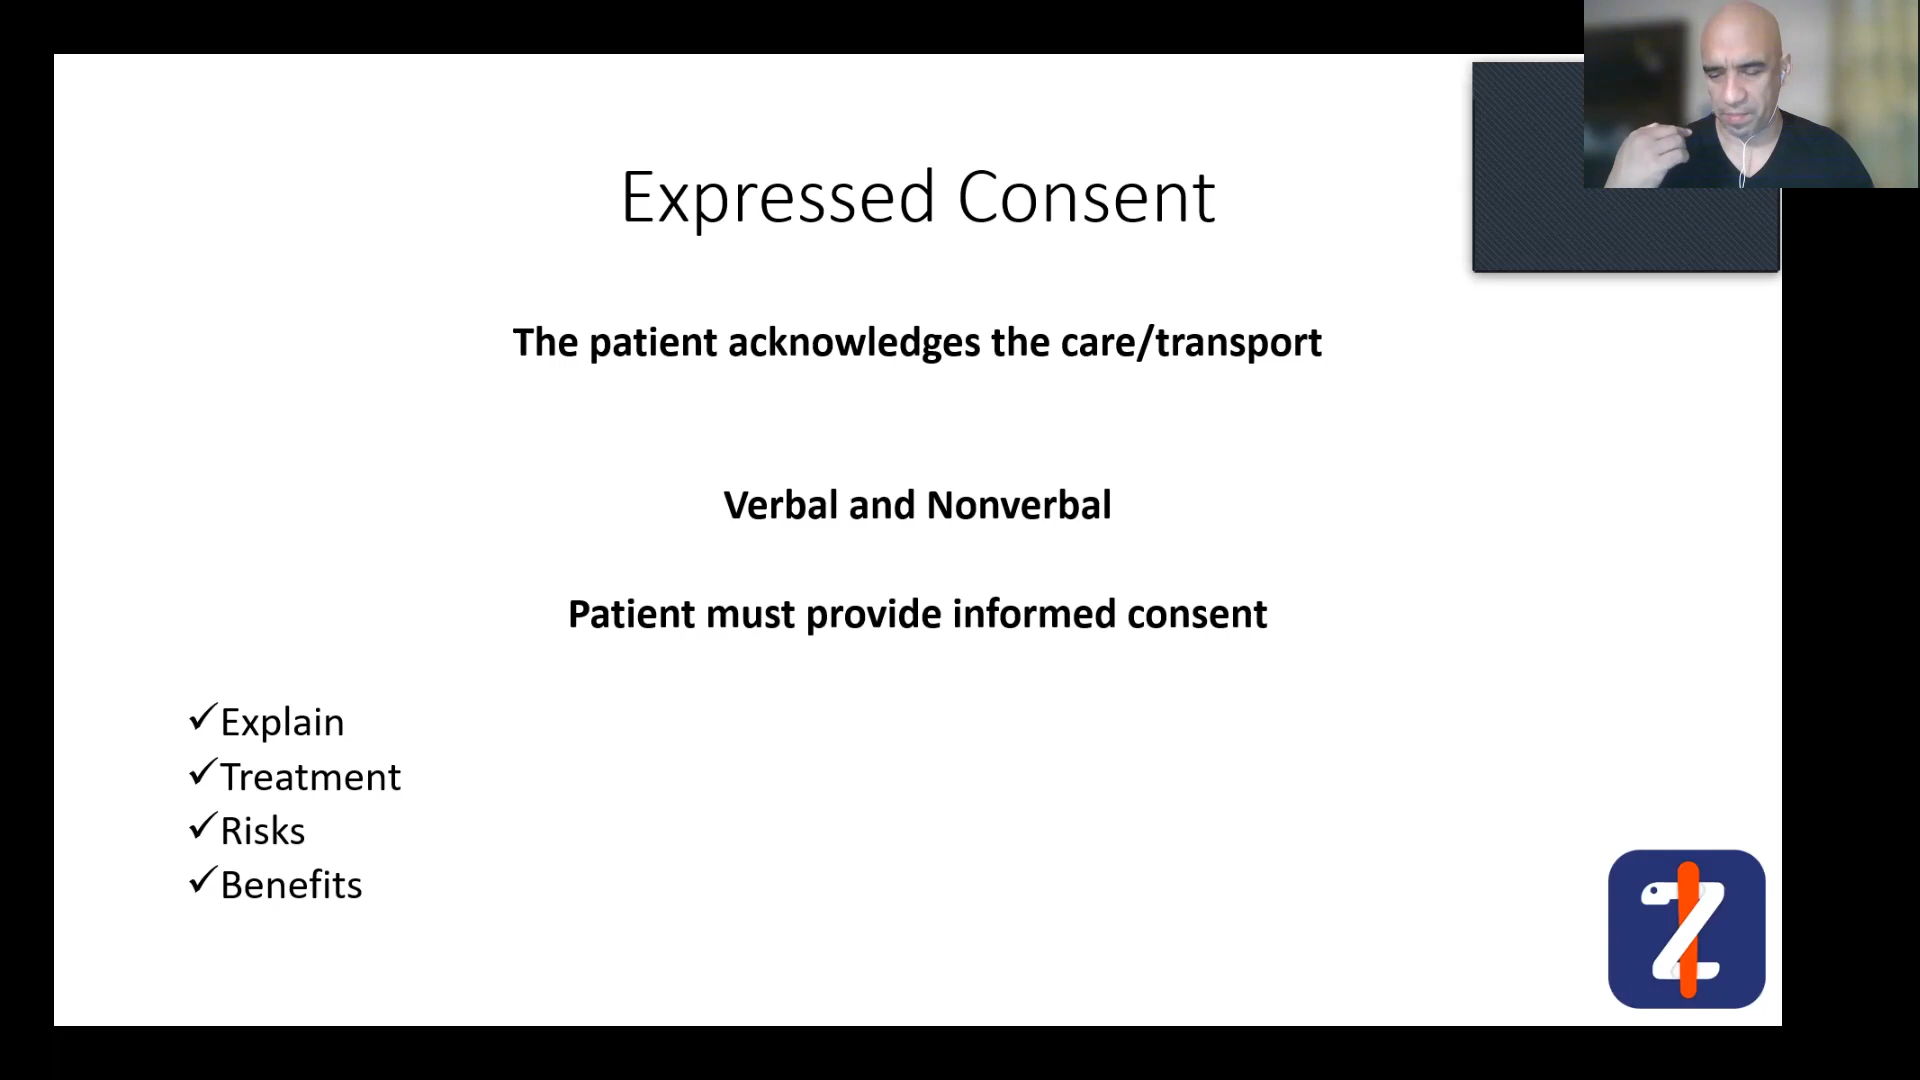 Expressed Consent
The patient acknowledges the care/transport
Verbal and Nonverbal
Patient must provide informed consent
✓Explain
✓Treatment
✓Risks
✓Benefits